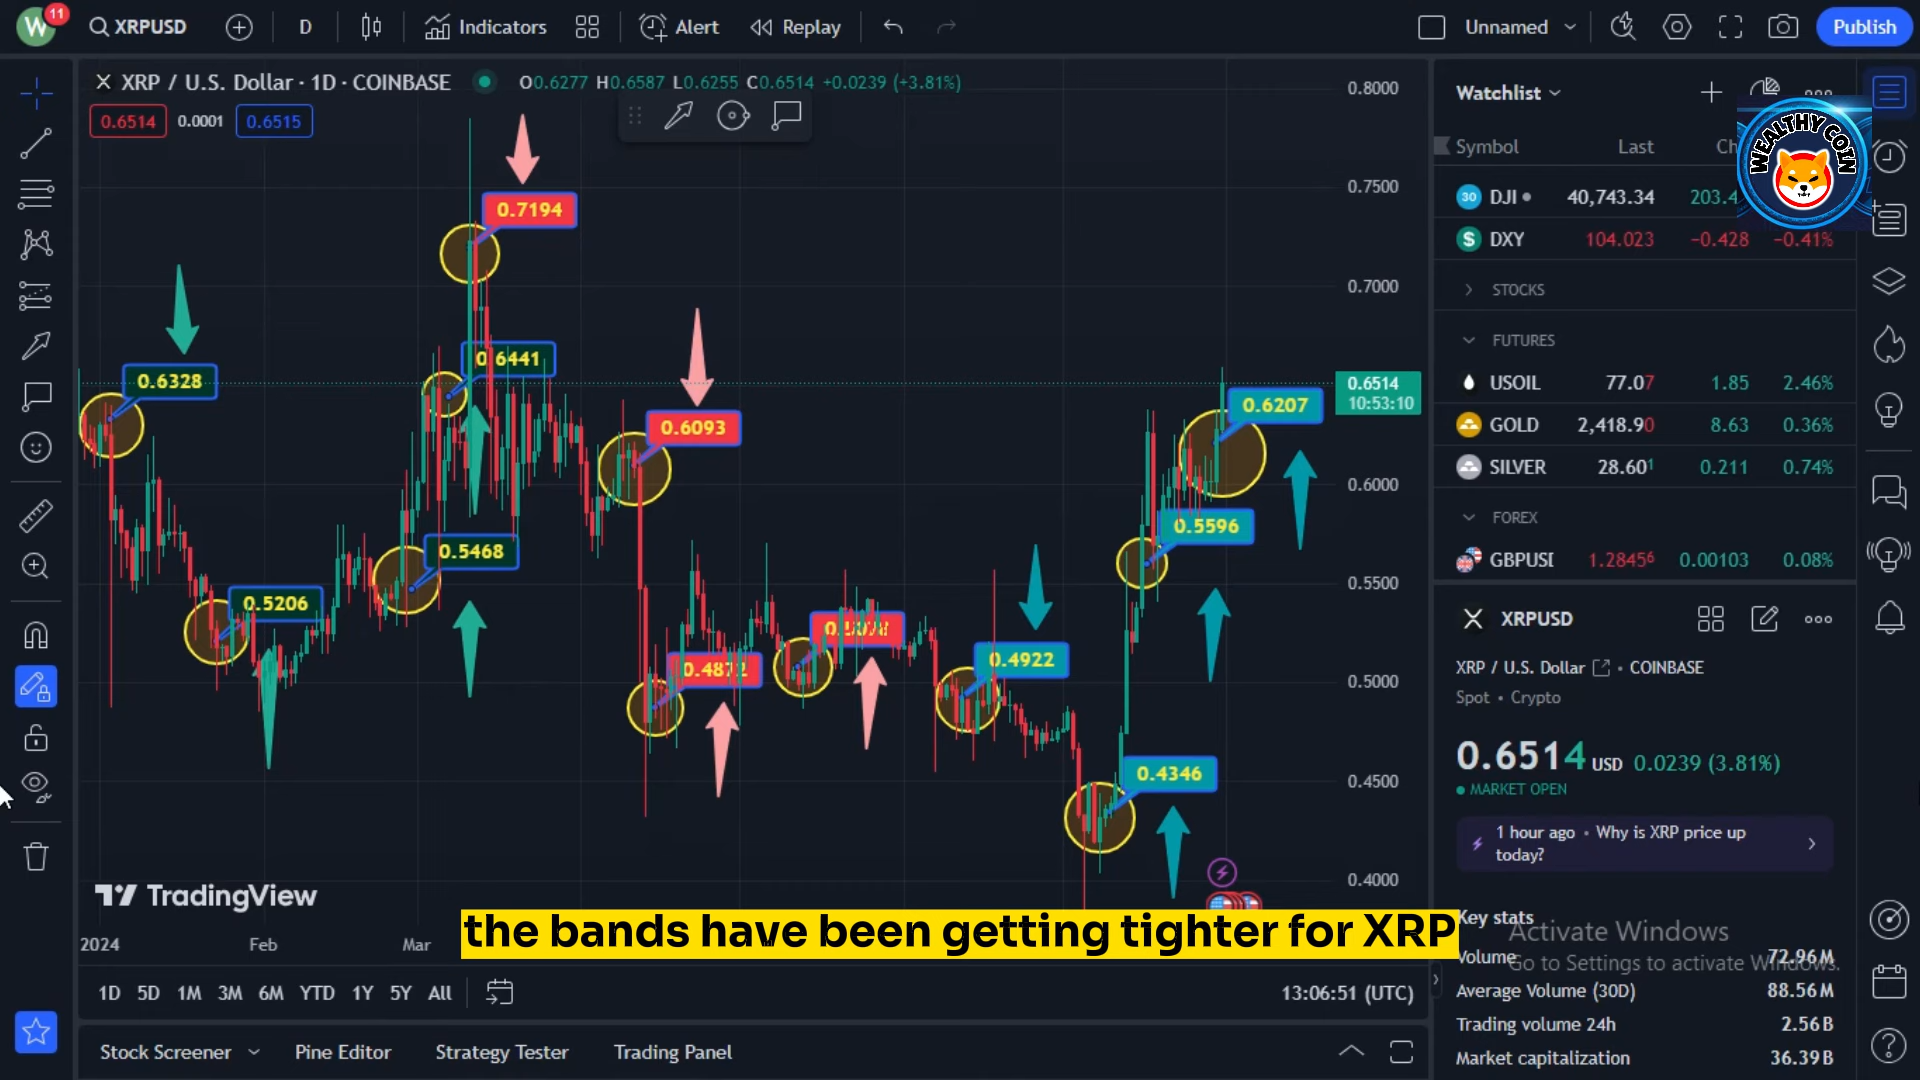 W 11 XRPUSD D Indicators Alert Replay Unnamed Publish
XRP / U.S. Dollar · 1D · COINBASE O0.6277 H0.6587 L0.6255 C0.6514 +0.0239 (+3.81%)
0.6514 0.0001 0.6515
0.8000
0.7500
0.7000
0.6514
10:53:10
0.6000
0.5500
0.5000
0.4500
0.4000
0.7194
0.6441
0.6328
0.6093
0.6207
0.5468
0.5596
0.5206
0.4872
0.4922
0.4346
TradingView
the bands have been getting tighter for XRP
2024 Feb Mar
1D 5D 1M 3M 6M YTD 1Y 5Y All
13:06:51 (UTC)
Stock Screener Pine Editor Strategy Tester Trading Panel
Watchlist
WEALTHY COIN
Symbol Last
30 DJI 40,743.34
$ DXY 104.023 −0.428 −0.41%
STOCKS
FUTURES
USOIL 77.07 1.85 2.46%
GOLD 2,418.90 8.63 0.36%
SILVER 28.601 0.211 0.74%
FOREX
GBPUSI 1.28456 0.00103 0.08%
XRPUSD
XRP / U.S. Dollar • COINBASE
Spot • Crypto
0.6514 USD 0.0239 (3.81%)
MARKET OPEN
1 hour ago • Why is XRP price up
today?
Key stats
Activate Windows
Go to Settings to activate Windows.
Volume 72.96M
Average Volume (30D) 88.56M
Trading volume 24h 2.56B
Market capitalization 36.39B